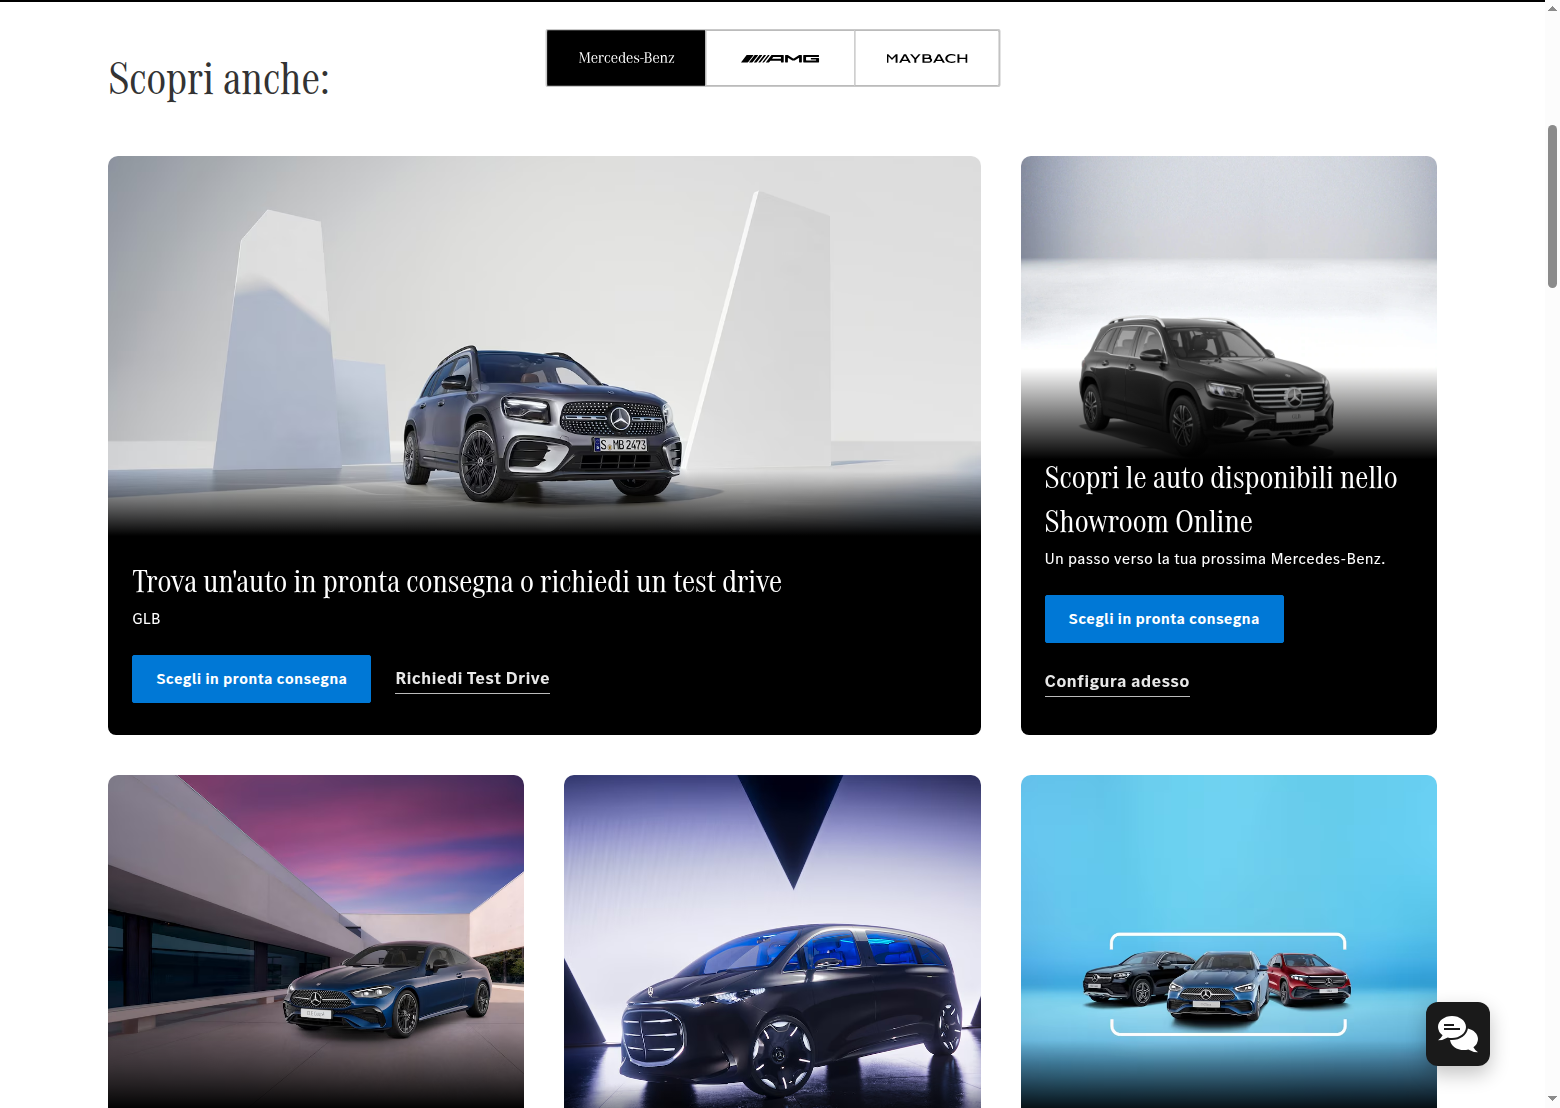 Mercedes-Benz
AMG
MAYBACH
Scopri anche:
S MB 2473
Trova un'auto in pronta consegna o richiedi un test drive
GLB
Scegli in pronta consegna
Richiedi Test Drive
Scopri le auto disponibili nello
Showroom Online
Un passo verso la tua prossima Mercedes-Benz.
Scegli in pronta consegna
Configura adesso